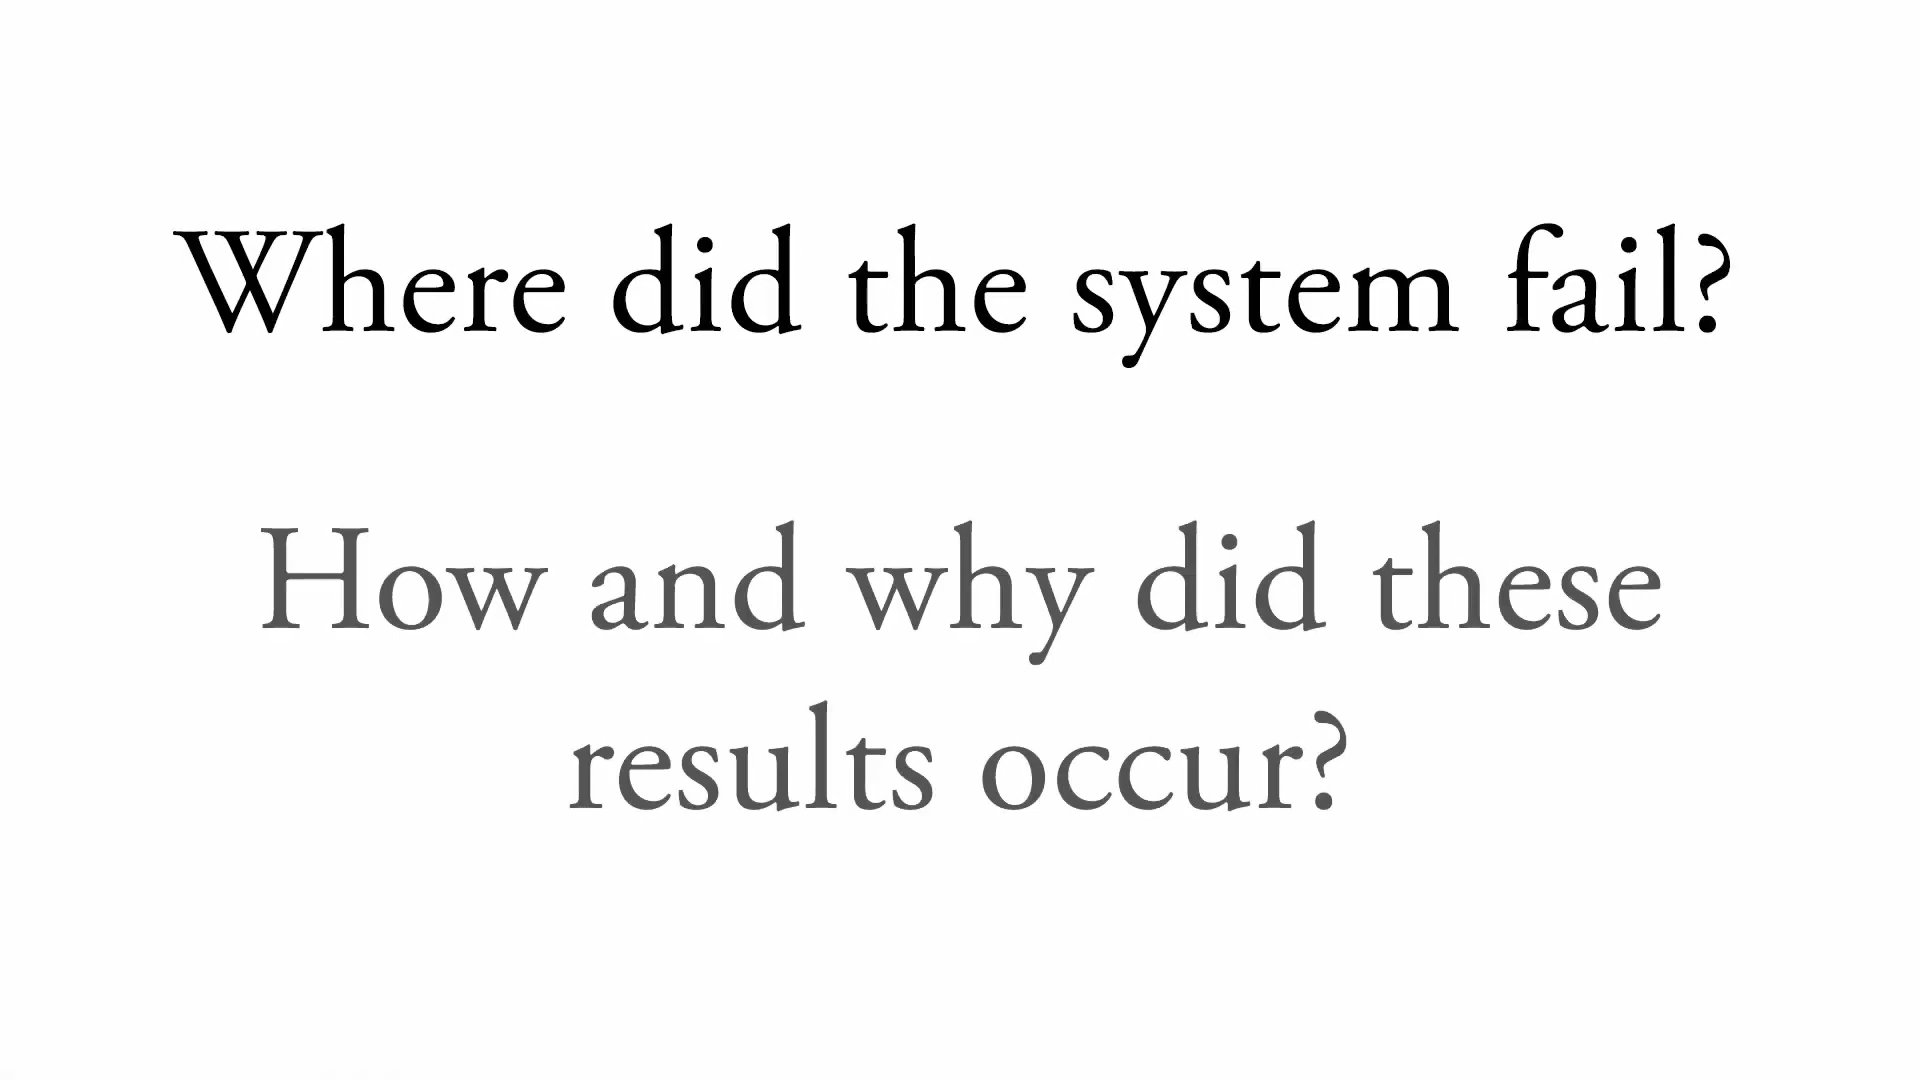 Where did the system fail?
How and why did these
results occur?